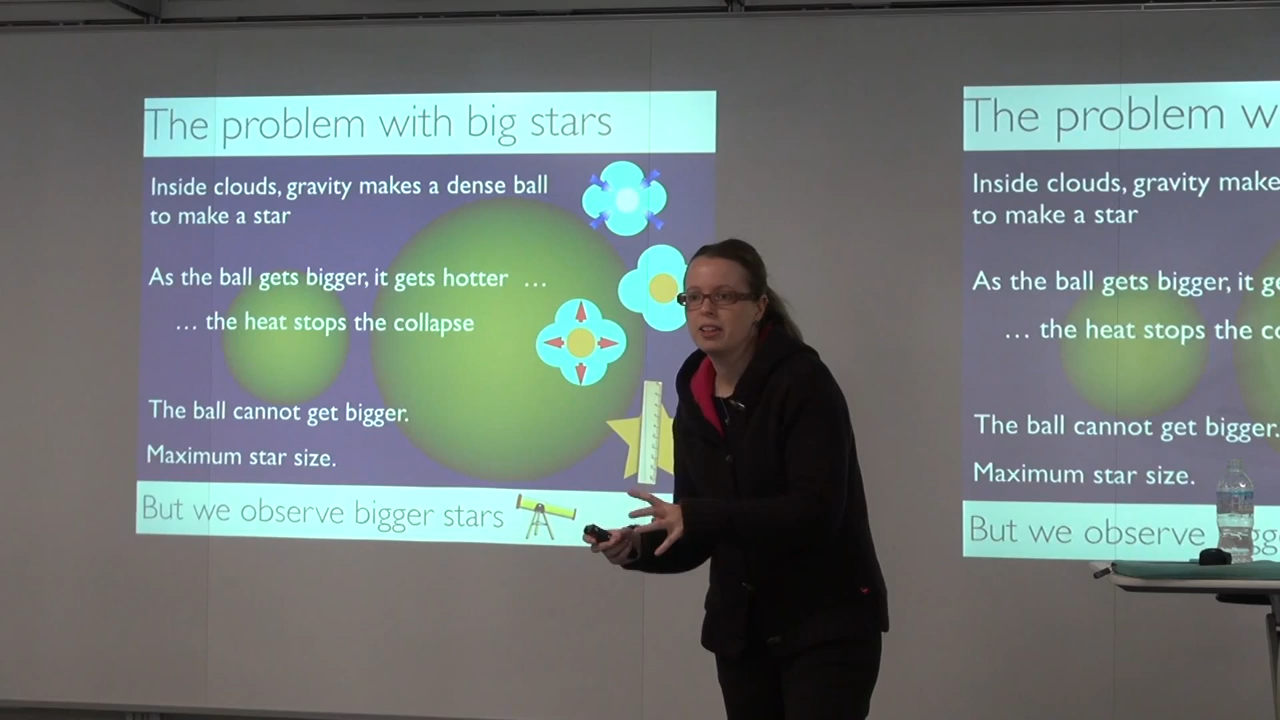 The problem with big stars
Inside clouds, gravity makes a dense ball
to make a star
As the ball gets bigger, it gets hotter …
… the heat stops the collapse
The ball cannot get bigger.
Maximum star size.
But we observe bigger stars
The problem w
Inside clouds, gravity make
to make a star
As the ball gets bigger, it ge
… the heat stops the co
The ball cannot get bigger.
Maximum star size.
But we observe gge